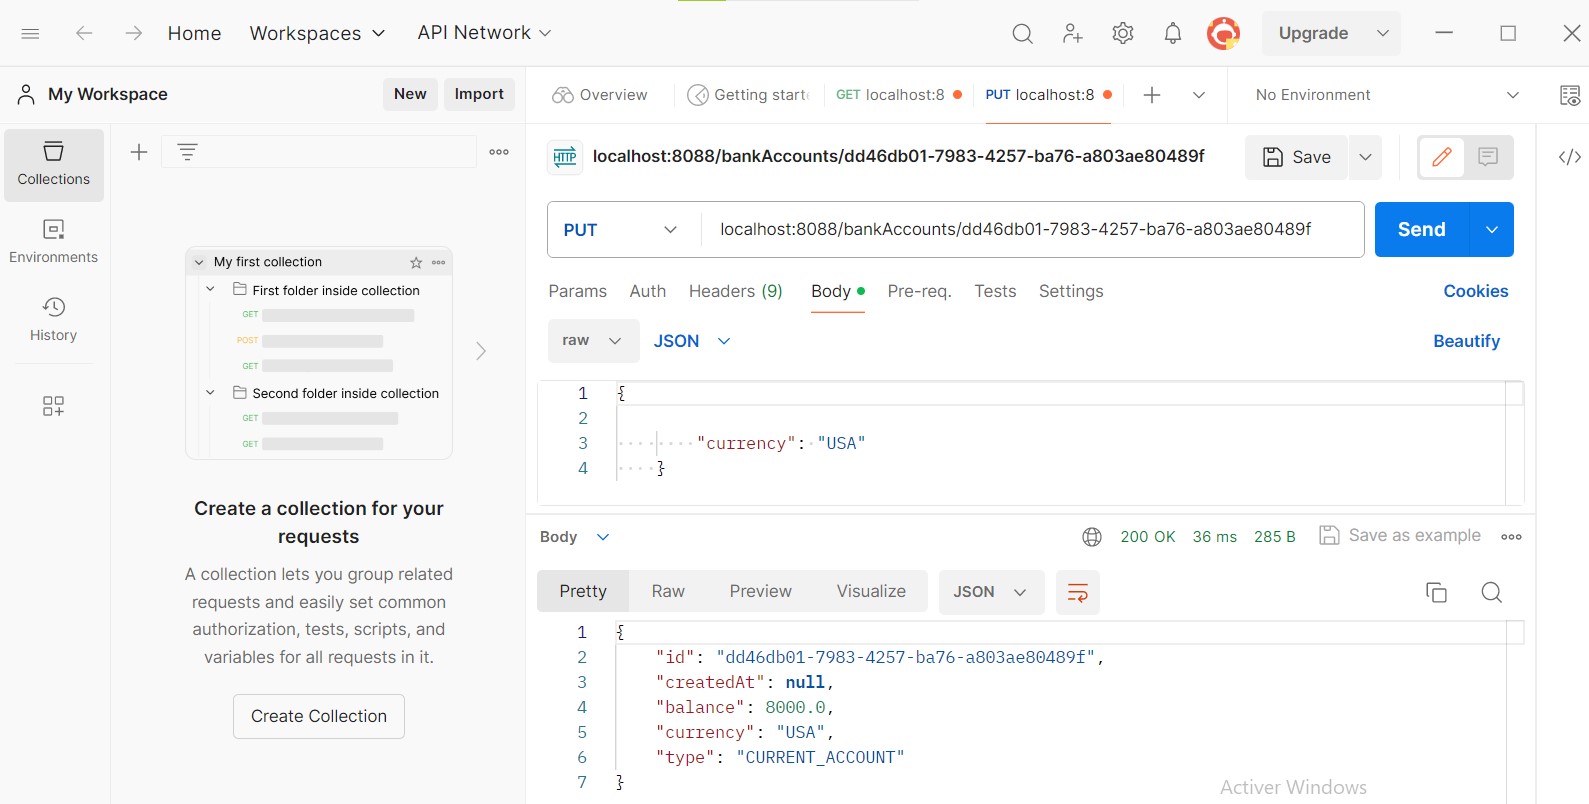 Home Workspaces API Network Upgrade
My Workspace New Import Overview Getting starte GET localhost:8 PUT localhost:8 No Environment
Collections
Environments
History
My first collection
First folder inside collection
GET
POST
GET
Second folder inside collection
GET
GET
Create a collection for your
requests
A collection lets you group related
requests and easily set common
authorization, tests, scripts, and
variables for all requests in it.
Create Collection
HTTP localhost:8088/bankAccounts/dd46db01-7983-4257-ba76-a803ae80489f Save
PUT localhost:8088/bankAccounts/dd46db01-7983-4257-ba76-a803ae80489f Send
Params Auth Headers (9) Body Pre-req. Tests Settings Cookies
raw JSON Beautify
1 {
2
3 "currency": "USA"
4 }
Body 200 OK 36 ms 285 B Save as example
Pretty Raw Preview Visualize JSON
1 {
2 "id": "dd46db01-7983-4257-ba76-a803ae80489f",
3 "createdAt": null,
4 "balance": 8000.0,
5 "currency": "USA",
6 "type": "CURRENT_ACCOUNT"
7 }
Activer Windows